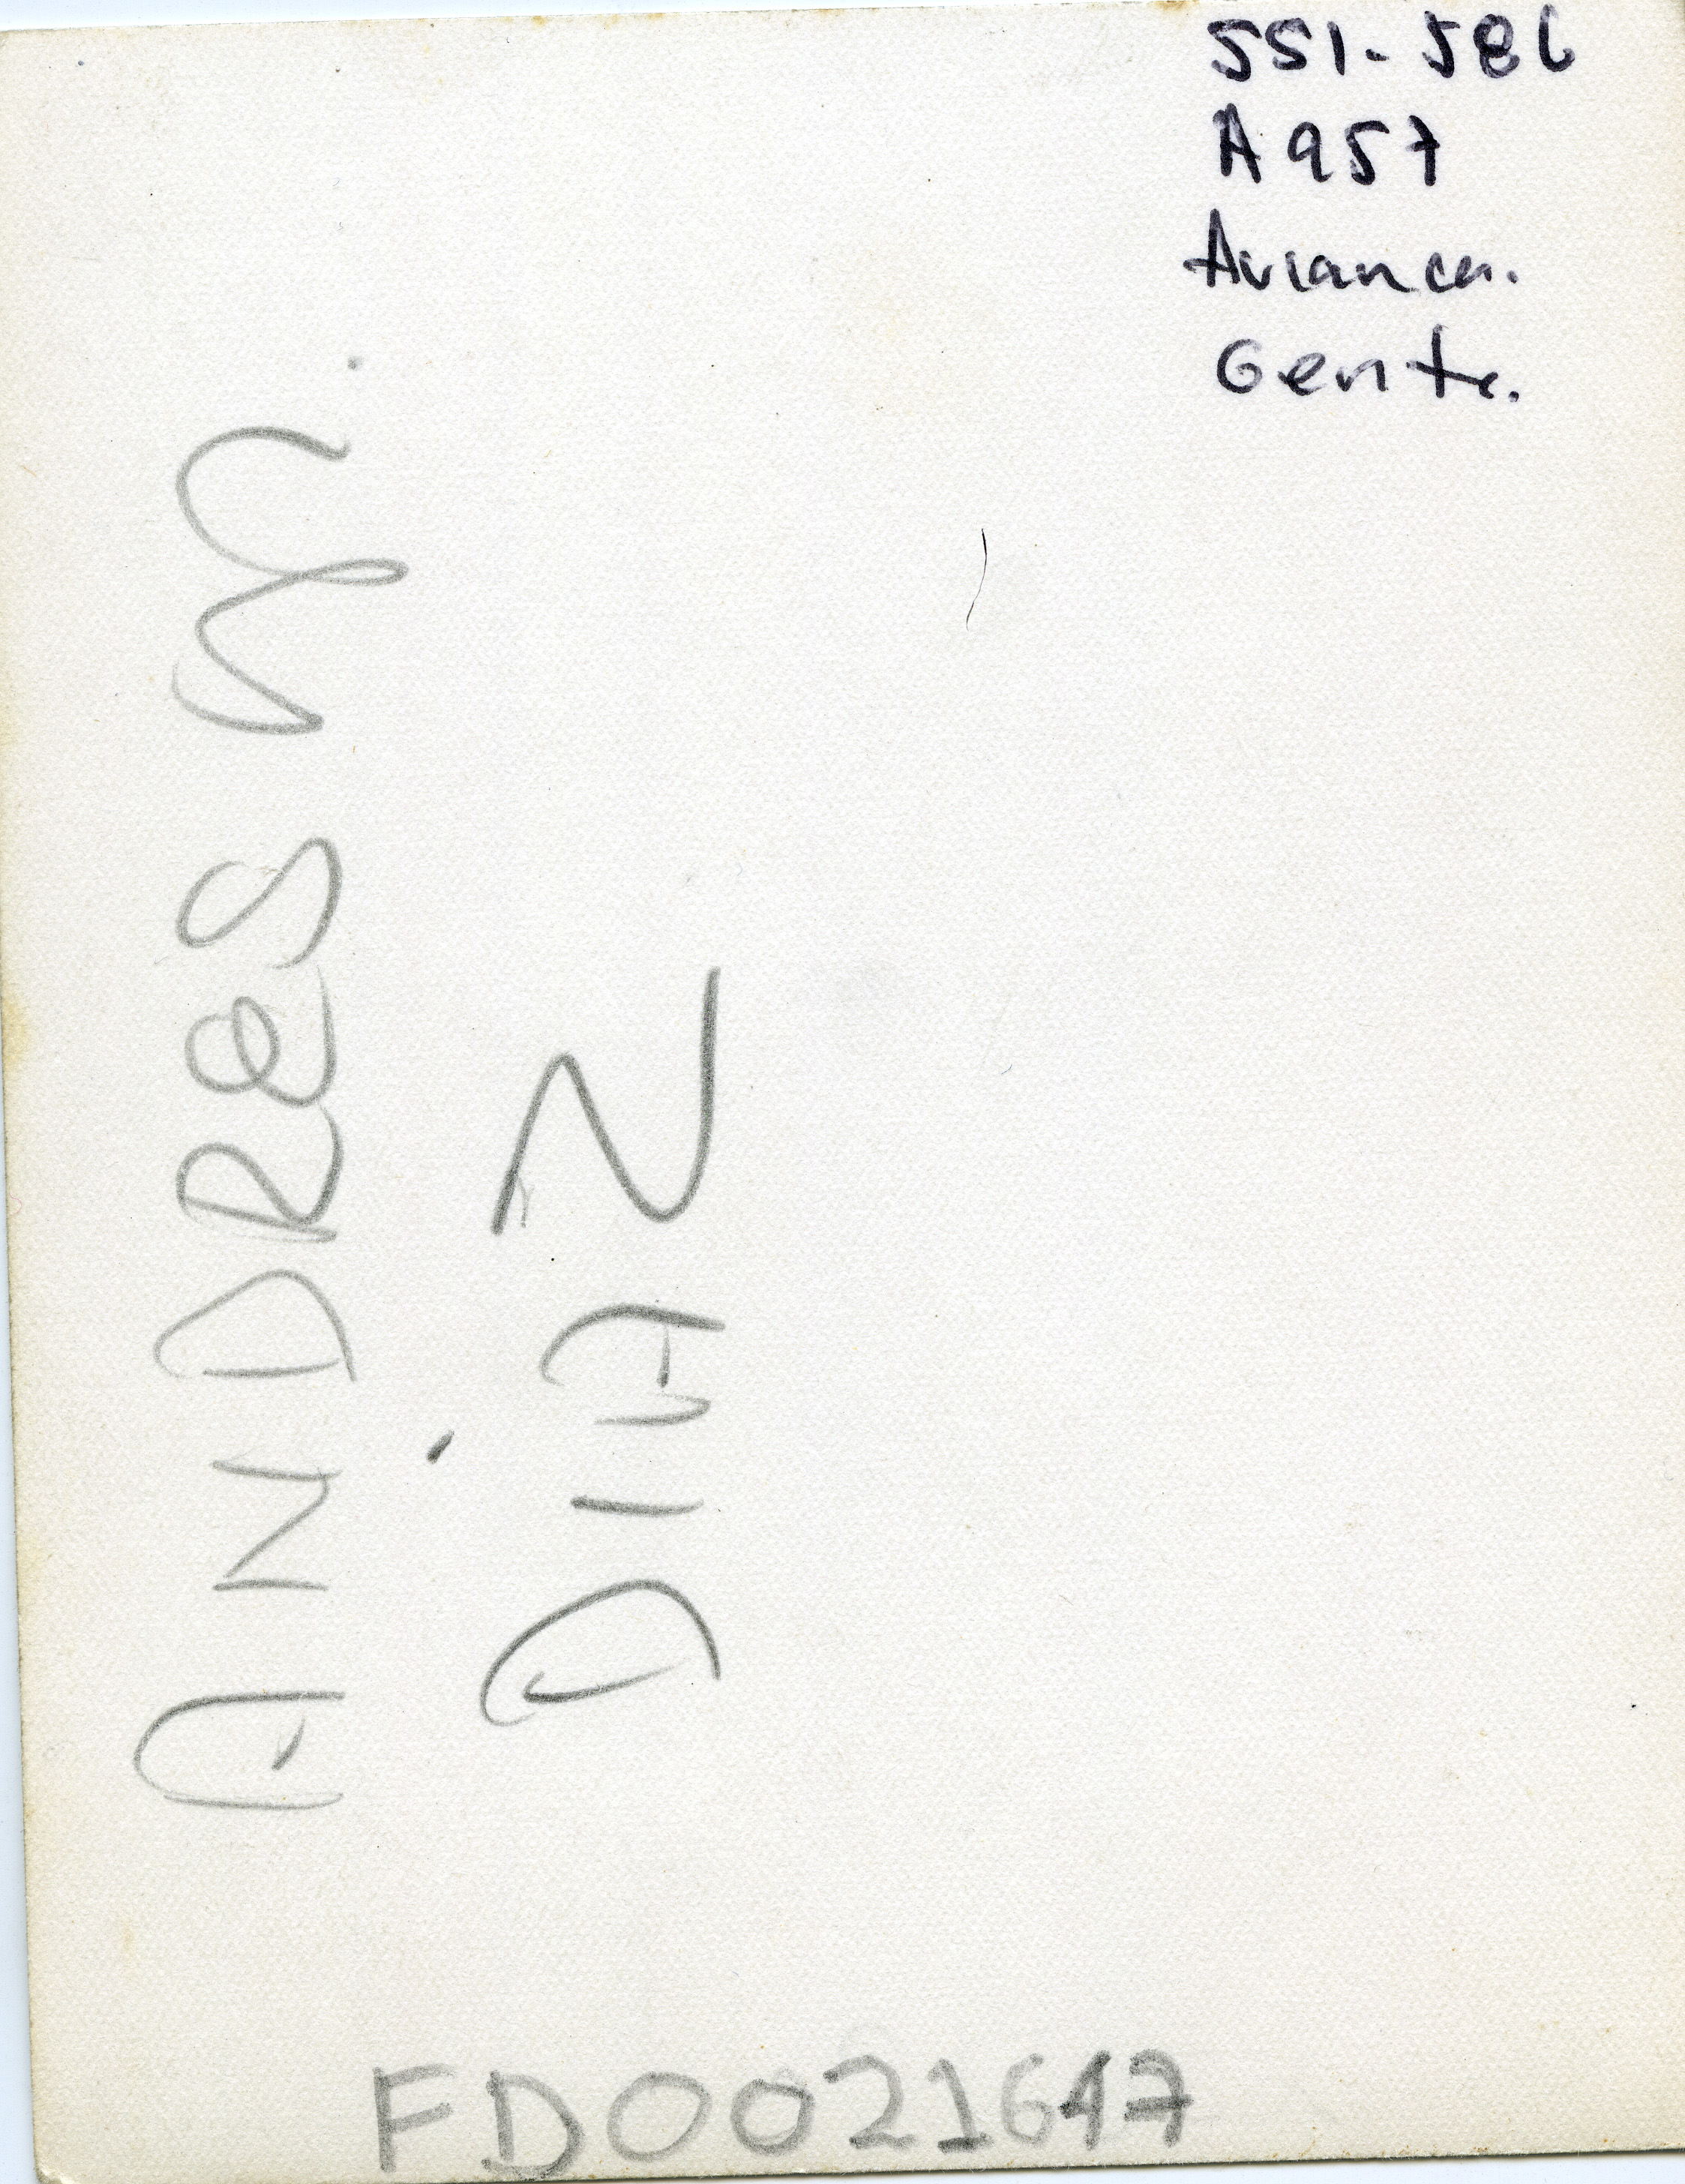 551-586
A957
Avianca.
Gente.
ANDRES M.
DIAZ
FD0021647